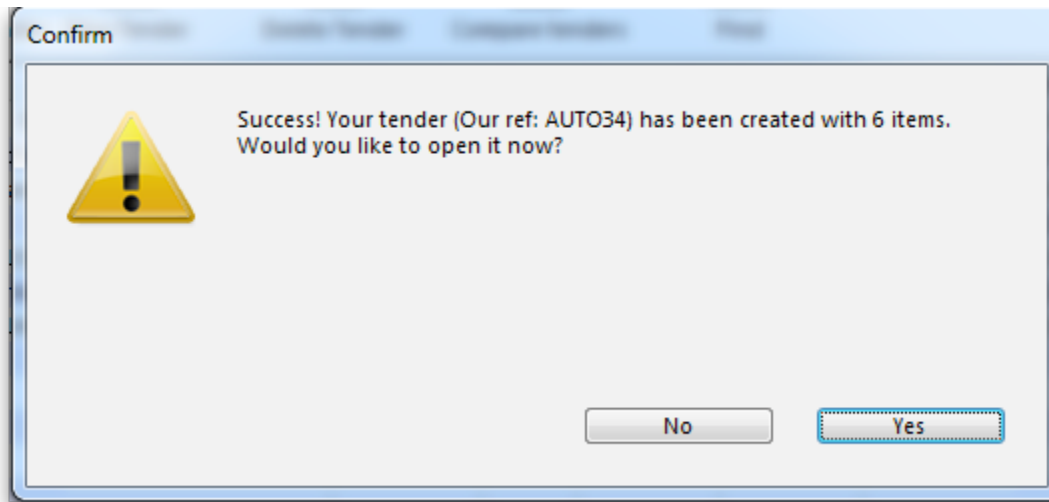 Confirm
Success! Your tender (Our ref: AUTO34) has been created with 6 items.
Would you like to open it now?
No
Yes